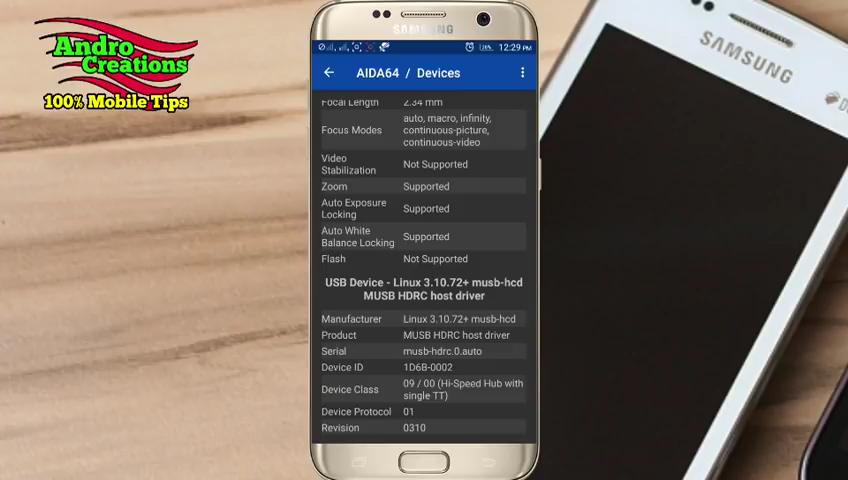 Andro
Creations
100% Mobile Tips
SAMSUNG
12:29 PM
AIDA64 / Devices
Focal Length 2.34 mm
Focus Modes auto, macro, infinity,
continuous-picture,
continuous-video
Video
Stabilization Not Supported
Zoom Supported
Auto Exposure
Locking Supported
Auto White
Balance Locking Supported
Flash Not Supported
USB Device - Linux 3.10.72+ musb-hcd
MUSB HDRC host driver
Manufacturer Linux 3.10.72+ musb-hcd
Product MUSB HDRC host driver
Serial musb-hdrc.0.auto
Device ID 1D6B-0002
Device Class 09 / 00 (Hi-Speed Hub with
single TT)
Device Protocol 01
Revision 0310
SAMSUNG